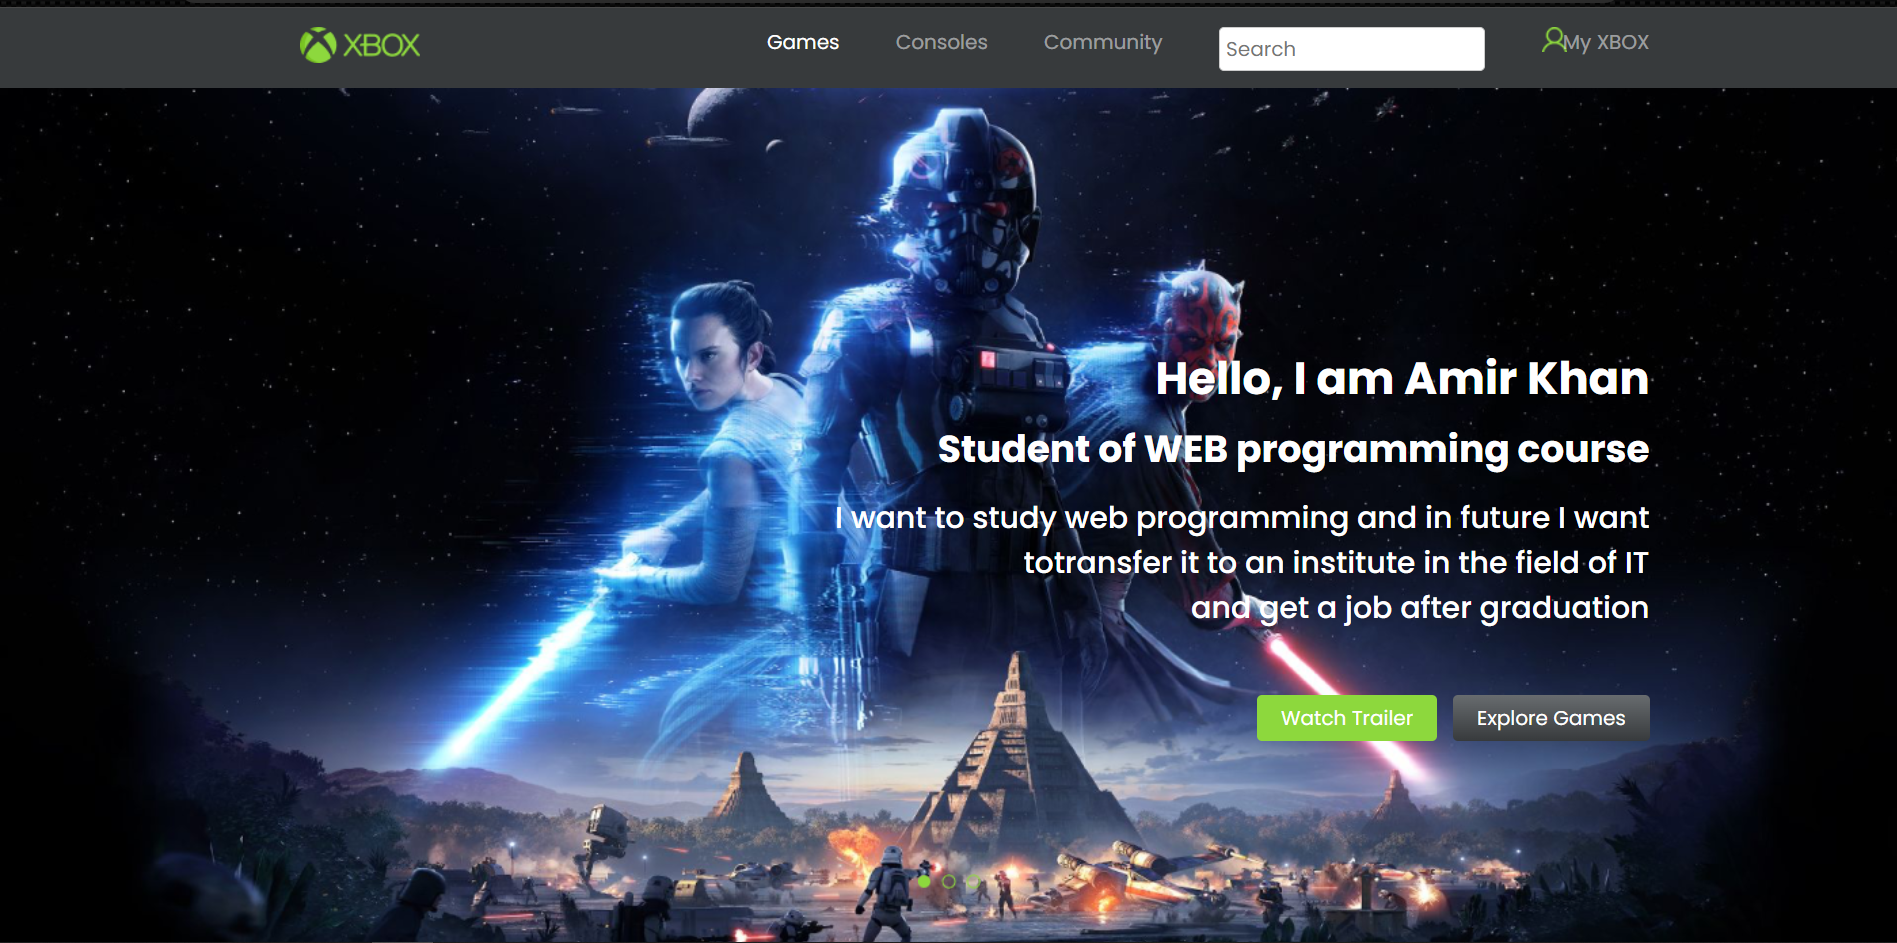 XBOX
Games
Consoles
Community
Search
My XBOX
Hello, I am Amir Khan
Student of WEB programming course
I want to study web programming and in future I want
totransfer it to an institute in the field of IT
and get a job after graduation
Watch Trailer
Explore Games